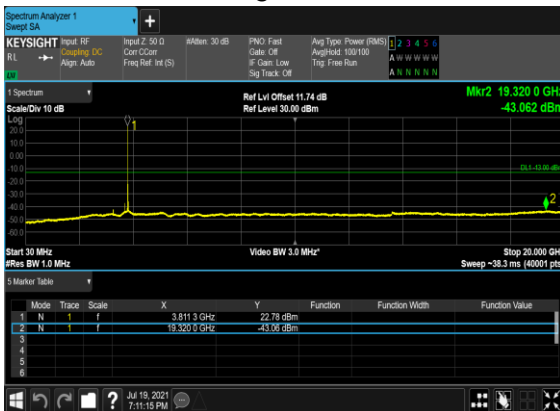 Spectrum Analyzer 1
Swept SA
+
KEYSIGHT Input: RF Input Z: 50 Ω #Atten: 30 dB PNO: Fast Avg Type: Power (RMS) 1 2 3 4 5 6
RL Coupling: DC Corr CCorr Gate: Off Avg|Hold: 100/100 A W W W W W
Align: Auto Freq Ref: Int (S) IF Gain: Low Trig: Free Run
Sig Track: Off A N N N N N
1 Spectrum Ref Lvl Offset 11.74 dB Mkr2 19.320 0 GHz
Scale/Div 10 dB Ref Level 30.00 dBm -43.062 dBm
Log
20.0
10.0
0.00
-10.0
-20.0
-30.0
-40.0
-50.0
-60.0
1
DL1 -13.00 dBm
2
Start 30 MHz Video BW 3.0 MHz* Stop 20.000 GHz
#Res BW 1.0 MHz Sweep ~38.3 ms (40001 pts)
5 Marker Table
Mode Trace Scale X Y Function Function Width Function Value
1 N 1 f 3.811 3 GHz 22.78 dBm
2 N 1 f 19.320 0 GHz -43.06 dBm
3
4
5
6
? Jul 19, 2021
7:11:15 PM